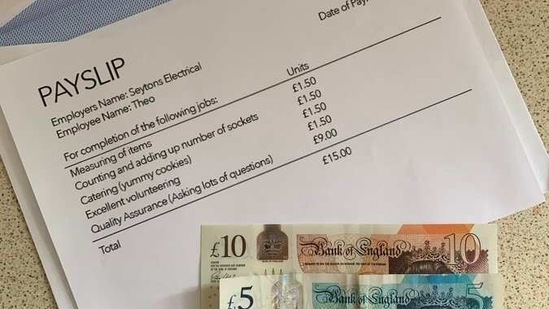 Date of Pay
PAYSLIP
Employers Name: Seytons Electrical
Employee Name: Theo
Units
For completion of the following jobs:
Measuring of items £1.50
Counting and adding up number of sockets £1.50
Catering (yummy cookies) £1.50
Excellent volunteering £1.50
Quality Assurance (Asking lots of questions) £9.00
Total £15.00
£10 Bank of England 10
£5 Bank of England 5